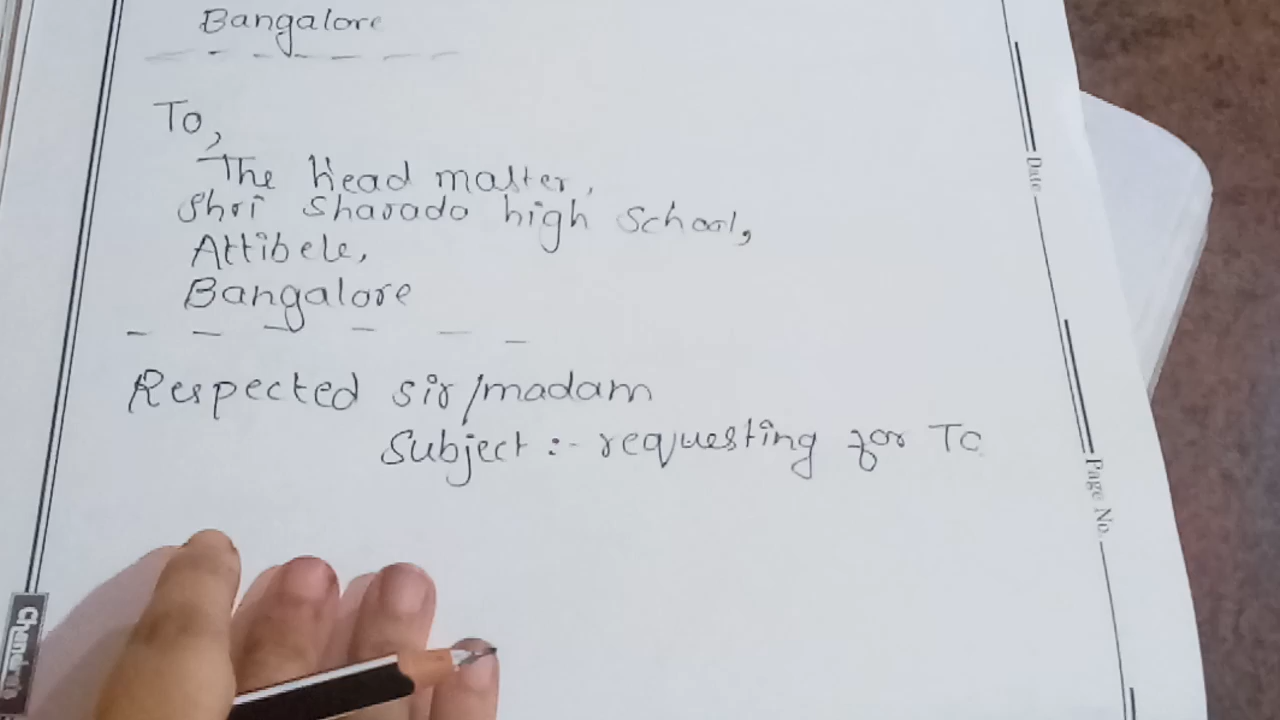 Bangalore
To,
The Head master,
Shri Sharado high School,
Attibele,
Bangalore
Respected sir/madam
Subject :- requesting for TC
Date
Page No.